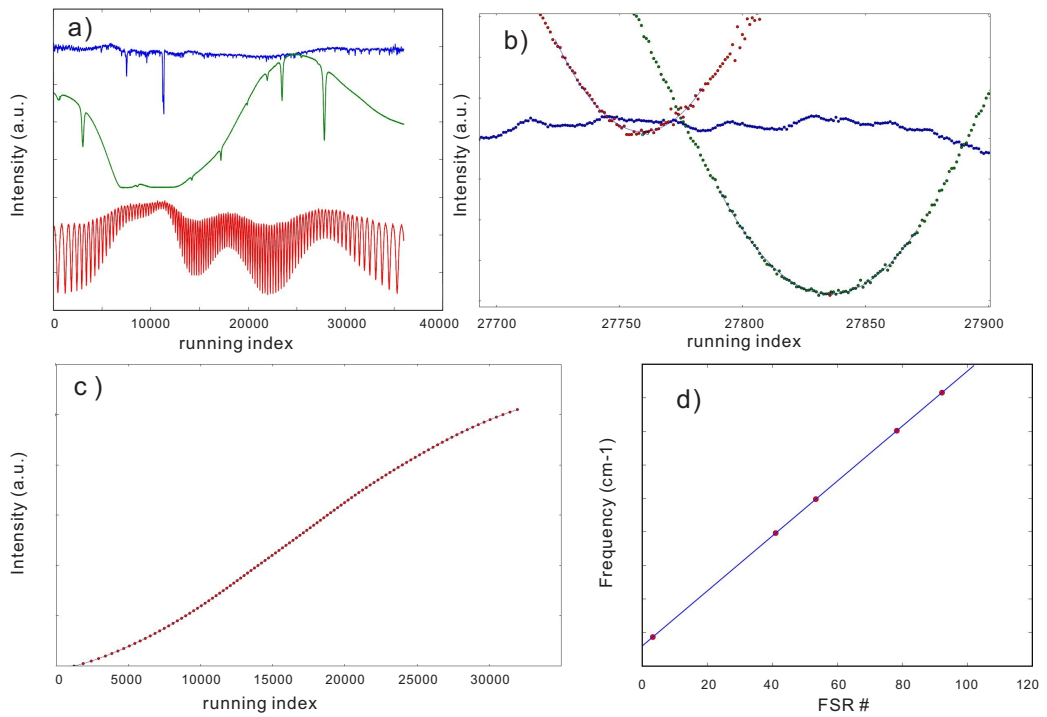 a)
Intensity (a.u.)
0 10000 20000 30000 40000
running index
b)
Intensity (a.u.)
27700 27750 27800 27850 27900
running index
c )
Intensity (a.u.)
0 5000 10000 15000 20000 25000 30000
running index
d)
Frequency (cm-1)
0 20 40 60 80 100 120
FSR #